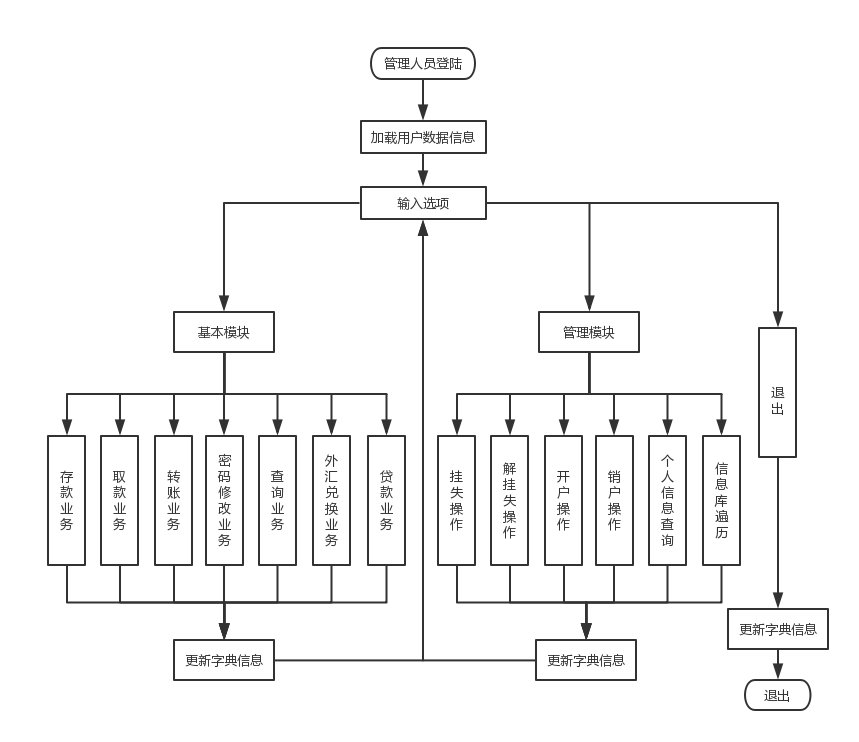 管理人员登陆
加载用户数据信息
输入选项
基本模块
管理模块
退出
存款业务
取款业务
转账业务
密码修改业务
查询业务
外汇兑换业务
贷款业务
挂失操作
解挂失操作
开户操作
销户操作
个人信息查询
信息库遍历
更新字典信息
更新字典信息
更新字典信息
退出